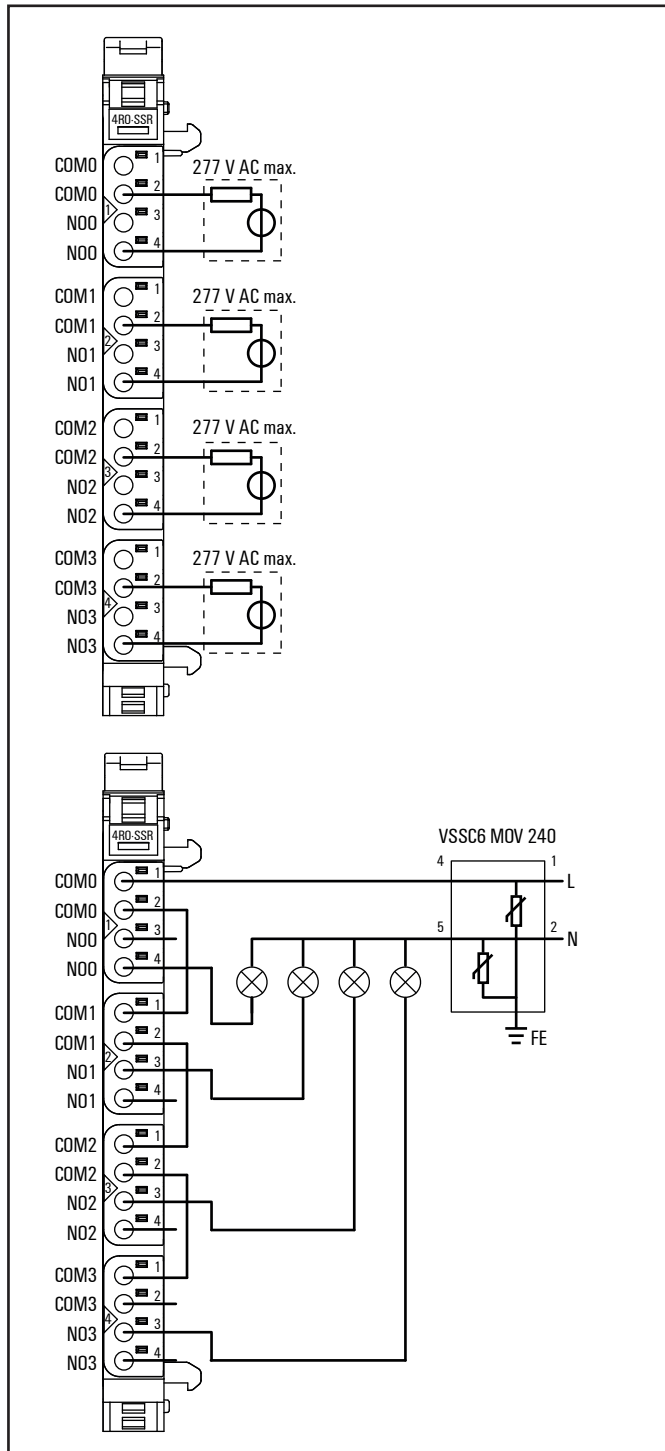 4RO-SSR
COM0 1 277 V AC max.
COM0 2
1
NO0 3
NO0 4
COM1 1 277 V AC max.
COM1 2
2
NO1 3
NO1 4
COM2 1 277 V AC max.
COM2 2
3
NO2 3
NO2 4
COM3 1 277 V AC max.
COM3 2
4
NO3 3
NO3 4
4RO-SSR
VSSC6 MOV 240
4 1
COM0 1 L
COM0 2
1
5 2
NO0 3 N
NO0 4
COM1 1
FE
COM1 2
2
NO1 3
NO1 4
COM2 1
COM2 2
3
NO2 3
NO2 4
COM3 1
COM3 2
4
NO3 3
NO3 4